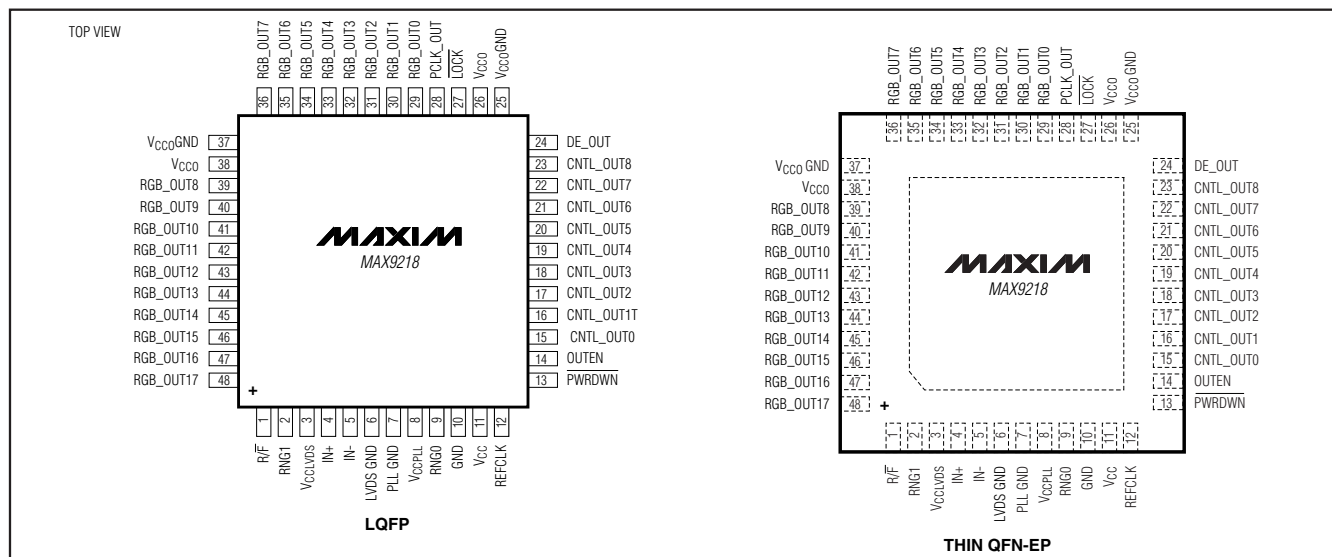 TOP VIEW
RGB_OUT7
RGB_OUT6
RGB_OUT5
RGB_OUT4
RGB_OUT3
RGB_OUT2
RGB_OUT1
RGB_OUT0
PCLK_OUT
LOCK
VCCO
VCCOGND
36 35 34 33 32 31 30 29 28 27 26 25
VCCOGND 37
VCCO 38
RGB_OUT8 39
RGB_OUT9 40
RGB_OUT10 41
RGB_OUT11 42
RGB_OUT12 43
RGB_OUT13 44
RGB_OUT14 45
RGB_OUT15 46
RGB_OUT16 47
RGB_OUT17 48
MAXIM
MAX9218
+
24 DE_OUT
23 CNTL_OUT8
22 CNTL_OUT7
21 CNTL_OUT6
20 CNTL_OUT5
19 CNTL_OUT4
18 CNTL_OUT3
17 CNTL_OUT2
16 CNTL_OUT1T
15 CNTL_OUT0
14 OUTEN
13 PWRDWN
1 2 3 4 5 6 7 8 9 10 11 12
R/F
RNG1
VCCLVDS
IN+
IN-
LVDS GND
PLL GND
VCCPLL
RNG0
GND
VCC
REFCLK
LQFP
RGB_OUT7
RGB_OUT6
RGB_OUT5
RGB_OUT4
RGB_OUT3
RGB_OUT2
RGB_OUT1
RGB_OUT0
PCLK_OUT
LOCK
VCCO
VCCO GND
36 35 34 33 32 31 30 29 28 27 26 25
VCCO GND 37
VCCO 38
RGB_OUT8 39
RGB_OUT9 40
RGB_OUT10 41
RGB_OUT11 42
RGB_OUT12 43
RGB_OUT13 44
RGB_OUT14 45
RGB_OUT15 46
RGB_OUT16 47
RGB_OUT17 48
MAXIM
MAX9218
+
24 DE_OUT
23 CNTL_OUT8
22 CNTL_OUT7
21 CNTL_OUT6
20 CNTL_OUT5
19 CNTL_OUT4
18 CNTL_OUT3
17 CNTL_OUT2
16 CNTL_OUT1
15 CNTL_OUT0
14 OUTEN
13 PWRDWN
1 2 3 4 5 6 7 8 9 10 11 12
R/F
RNG1
VCCLVDS
IN+
IN-
LVDS GND
PLL GND
VCCPLL
RNG0
GND
VCC
REFCLK
THIN QFN-EP